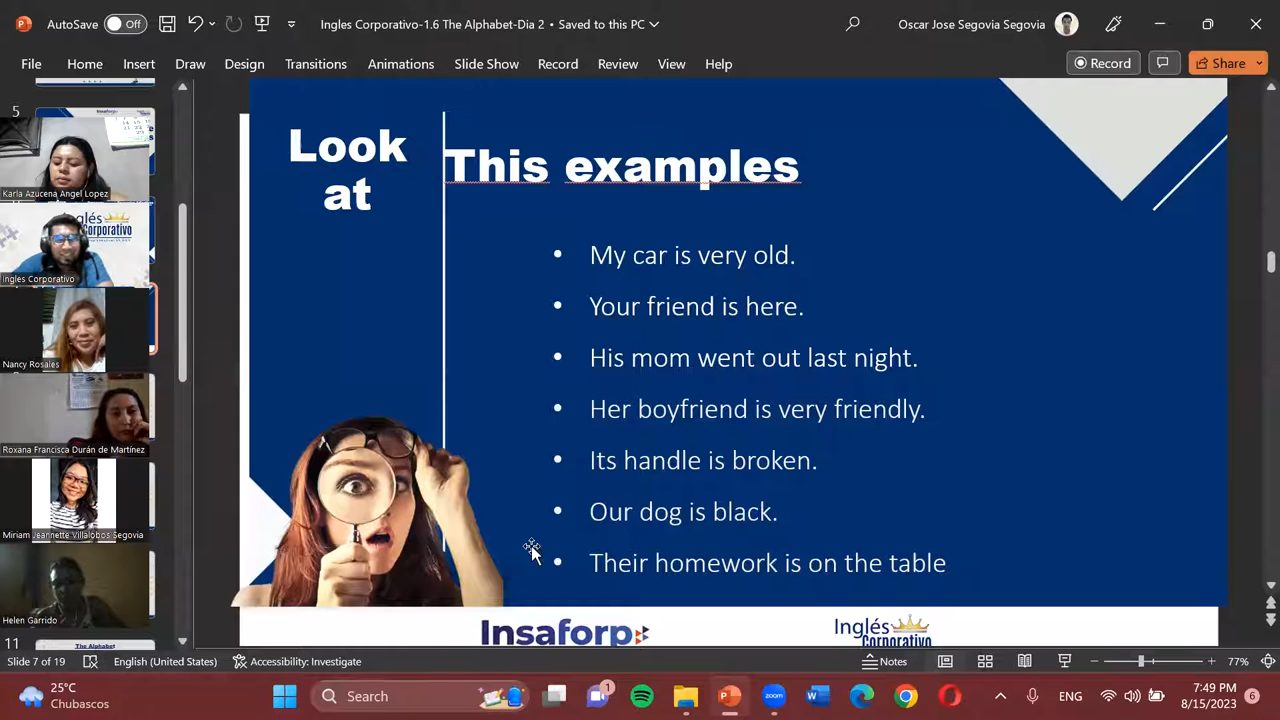 AutoSave Off Ingles Corporativo-1.6 The Alphabet-Dia 2 • Saved to this PC Oscar Jose Segovia Segovia
File Home Insert Draw Design Transitions Animations Slide Show Record Review View Help Record Share
5
Karla Azucena Angel Lopez
Inglés
Corporativo
ingles Corporativo
Nancy Rosales
Roxana Francisca Durán de Martínez
Miriam Jeannette Villalobos Segovia
Helen Garrido
11
The Alphabet
Look
at
This examples
• My car is very old.
• Your friend is here.
• His mom went out last night.
• Her boyfriend is very friendly.
• Its handle is broken.
• Our dog is black.
• Their homework is on the table
Insaforp
Inglés
Corporativo
Slide 7 of 19 English (United States) Accessibility: Investigate Notes 77%
25°C
Chubascos
Search
zoom
1
ENG
7:49 PM
8/15/2023
6